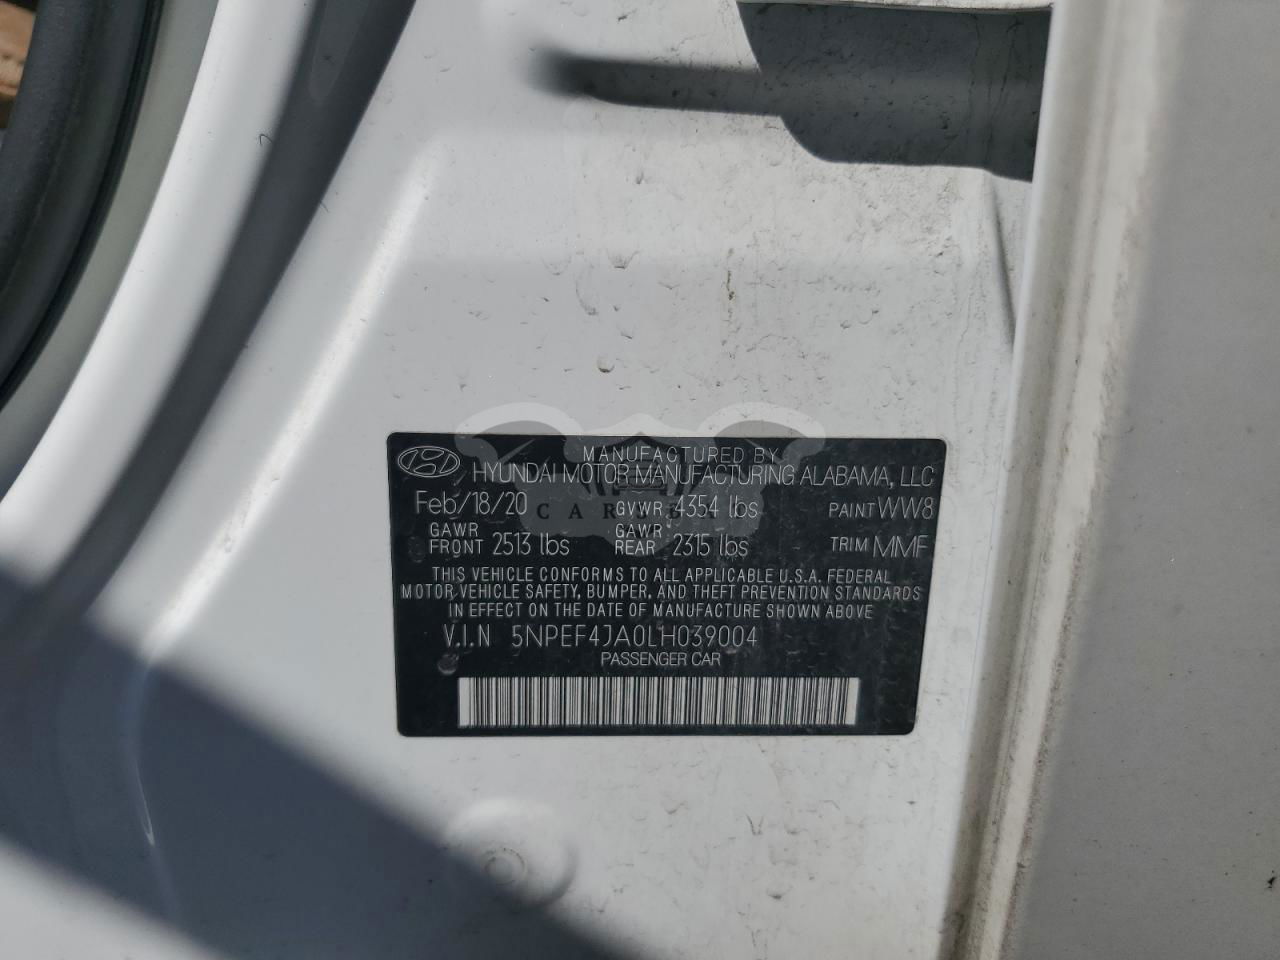 MANUFACTURED BY
HYUNDAI MOTOR MANUFACTURING ALABAMA, LLC
Feb/18/20 GVWR 4354 lbs PAINT WW8
GAWR FRONT 2513 lbs GAWR REAR 2315 lbs TRIM MMF
THIS VEHICLE CONFORMS TO ALL APPLICABLE U.S.A. FEDERAL
MOTOR VEHICLE SAFETY, BUMPER, AND THEFT PREVENTION STANDARDS
IN EFFECT ON THE DATE OF MANUFACTURE SHOWN ABOVE
V.I.N 5NPEF4JA0LH039004
PASSENGER CAR